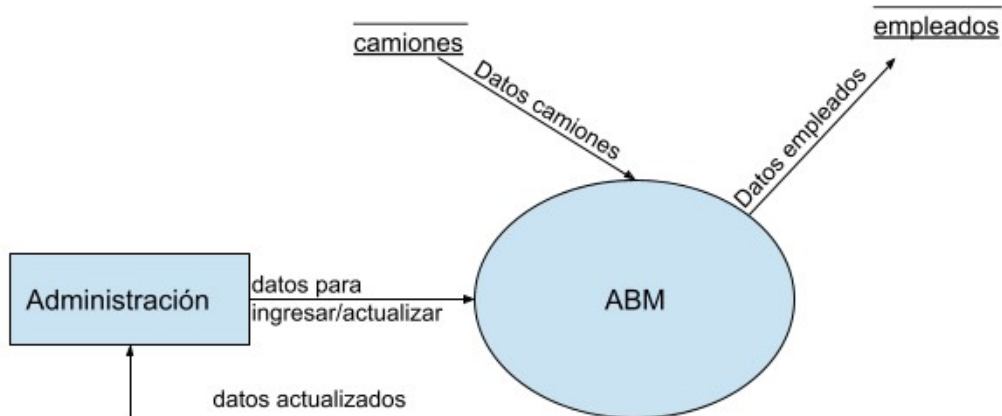 empleados
camiones
Datos camiones
Datos empleados
Administración
datos para
ingresar/actualizar
ABM
datos actualizados